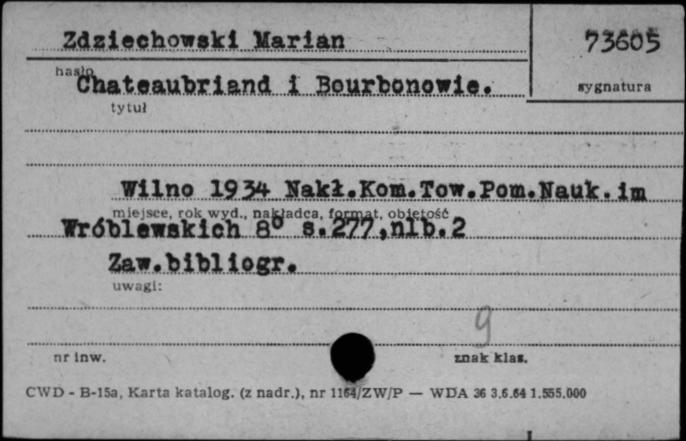 Zdziechowski Marian
73605
hasło
Chateaubriand i Bourbonowie.
sygnatura
tytuł
Wilno 1934 Nakł.Kom.Tow.Pom.Nauk.im
miejsce, rok wyd., nakładca, format, objętość
Wróblewskich 8° s.277,nlb.2
Zaw.bibliogr.
uwagi:
9
nr inw.
znak klas.
CWD - B-15a, Karta katalog. (z nadr.), nr 1164/ZW/P — WDA 36 3.6.64 1.555.000